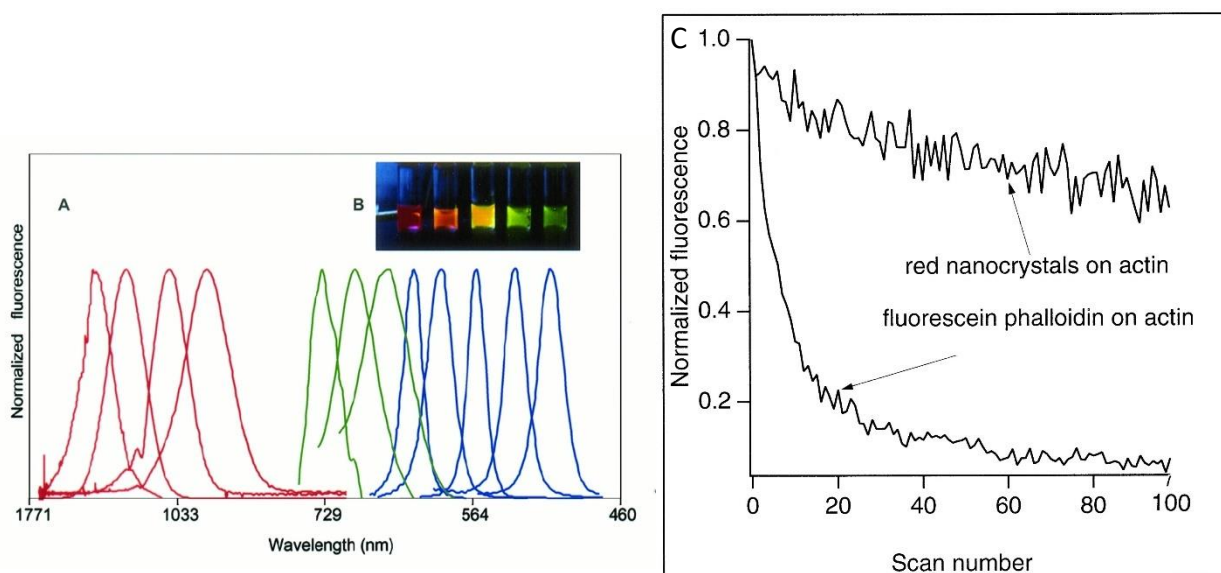 A
B
Normalized fluorescence
1771
1033
729
564
460
Wavelength (nm)
C
1.0
0.8
0.6
0.4
0.2
Normalized fluorescence
red nanocrystals on actin
fluorescein phalloidin on actin
0
20
40
60
80
100
Scan number